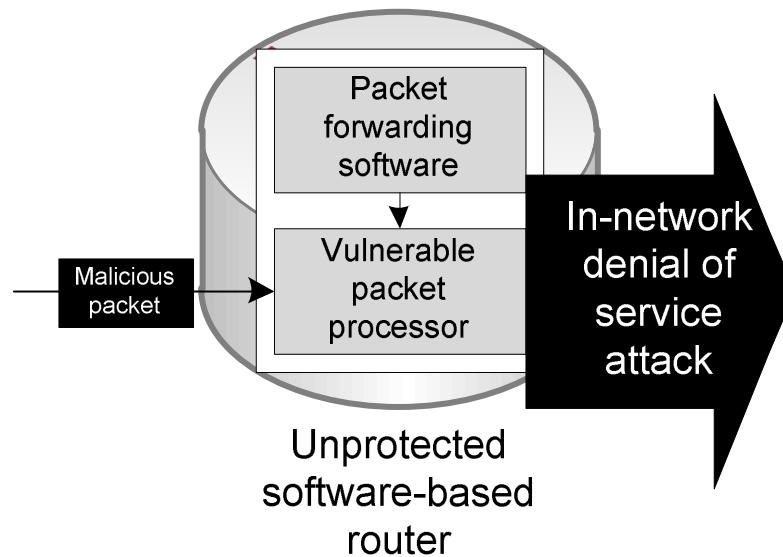 Packet
forwarding
software
Malicious
packet
Vulnerable
packet
processor
In-network
denial of
service
attack
Unprotected
software-based
router